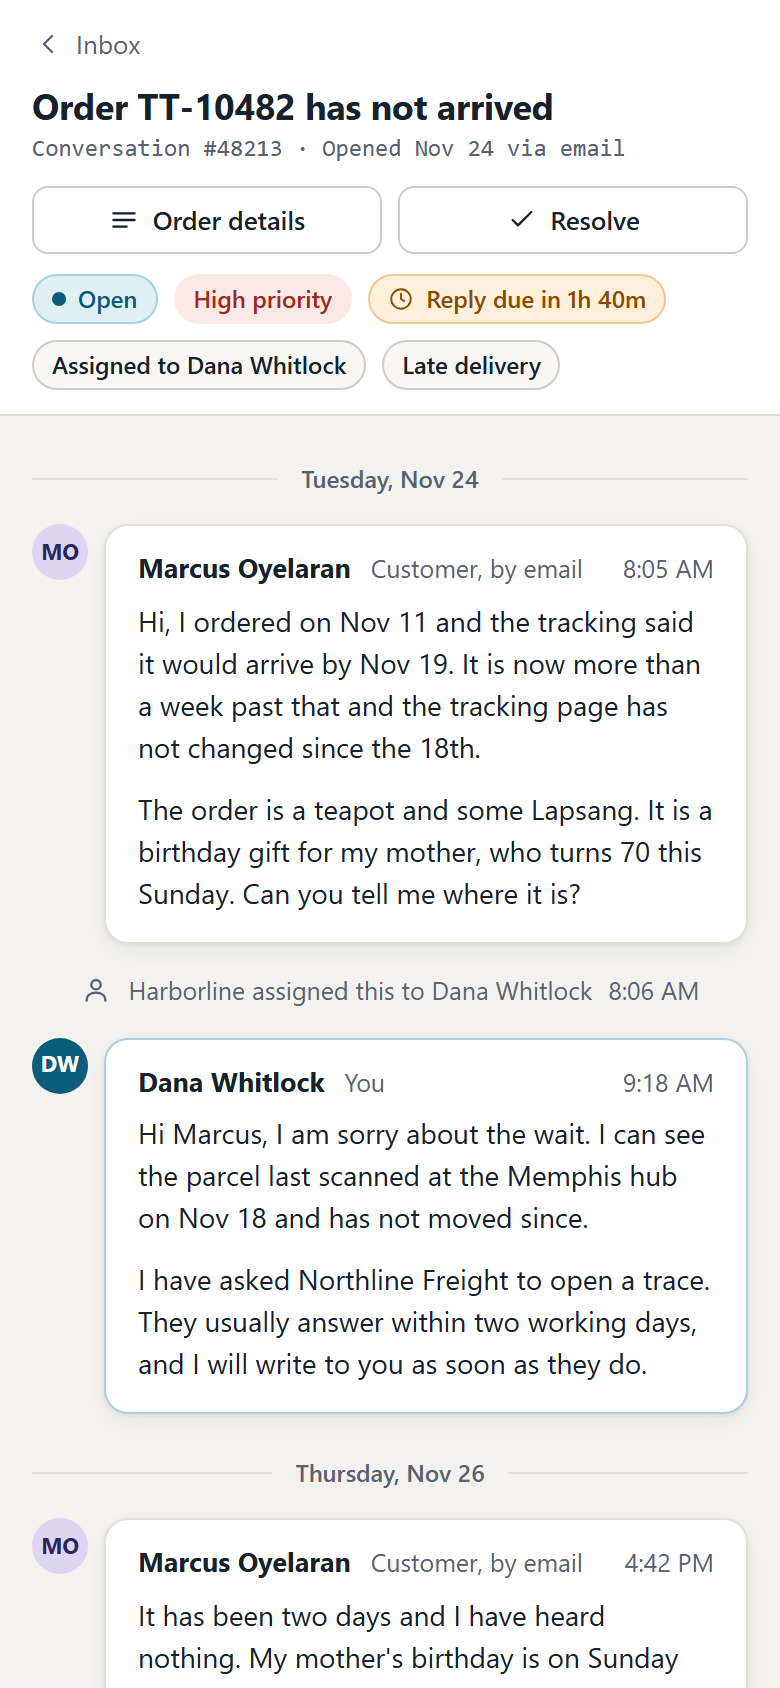 Inbox
Order TT-10482 has not arrived
Conversation #48213 · Opened Nov 24 via email
Order details
Resolve
Open
High priority
Reply due in 1h 40m
Assigned to Dana Whitlock
Late delivery
Tuesday, Nov 24
MO
Marcus Oyelaran Customer, by email 8:05 AM
Hi, I ordered on Nov 11 and the tracking said
it would arrive by Nov 19. It is now more than
a week past that and the tracking page has
not changed since the 18th.
The order is a teapot and some Lapsang. It is a
birthday gift for my mother, who turns 70 this
Sunday. Can you tell me where it is?
Harborline assigned this to Dana Whitlock 8:06 AM
DW
Dana Whitlock You 9:18 AM
Hi Marcus, I am sorry about the wait. I can see
the parcel last scanned at the Memphis hub
on Nov 18 and has not moved since.
I have asked Northline Freight to open a trace.
They usually answer within two working days,
and I will write to you as soon as they do.
Thursday, Nov 26
MO
Marcus Oyelaran Customer, by email 4:42 PM
It has been two days and I have heard
nothing. My mother's birthday is on Sunday